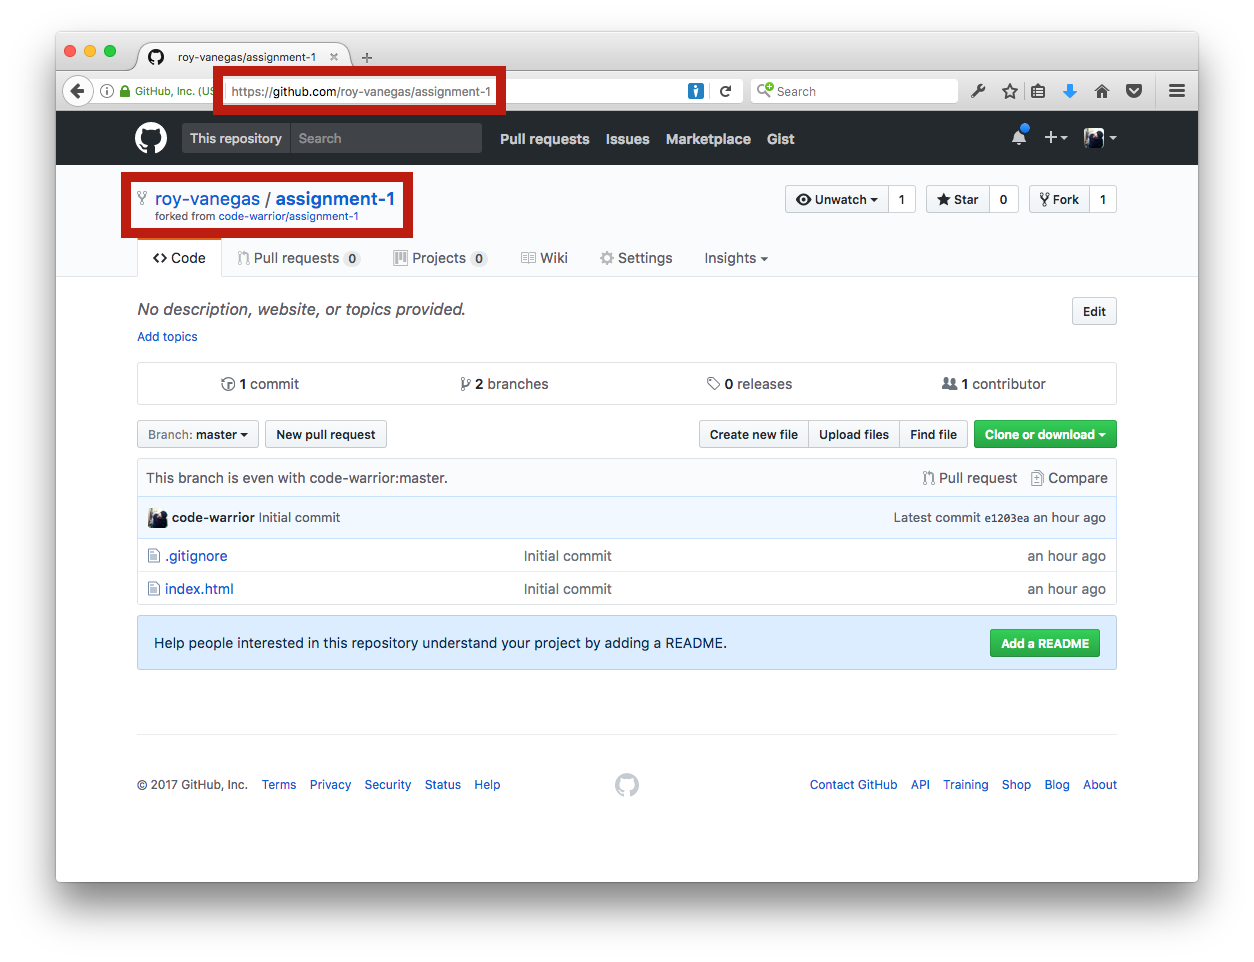 roy-vanegas/assignment-1
GitHub, Inc. (US
https://github.com/roy-vanegas/assignment-1
Search
This repository
Search
Pull requests
Issues
Marketplace
Gist
roy-vanegas / assignment-1
forked from code-warrior/assignment-1
Unwatch
1
Star
0
Fork
1
Code
Pull requests 0
Projects 0
Wiki
Settings
Insights
No description, website, or topics provided.
Edit
Add topics
1 commit
2 branches
0 releases
1 contributor
Branch: master
New pull request
Create new file
Upload files
Find file
Clone or download
This branch is even with code-warrior:master.
Pull request
Compare
code-warrior Initial commit
Latest commit e1203ea an hour ago
.gitignore
Initial commit
an hour ago
index.html
Initial commit
an hour ago
Help people interested in this repository understand your project by adding a README.
Add a README
© 2017 GitHub, Inc.
Terms
Privacy
Security
Status
Help
Contact GitHub
API
Training
Shop
Blog
About